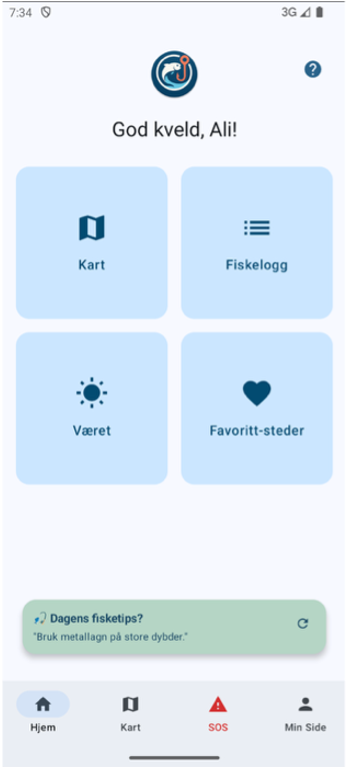 7:34
3G
God kveld, Ali!
Kart
Fiskelogg
Været
Favoritt-steder
🎣 Dagens fisketips?
"Bruk metallagn på store dybder."
Hjem
Kart
SOS
Min Side